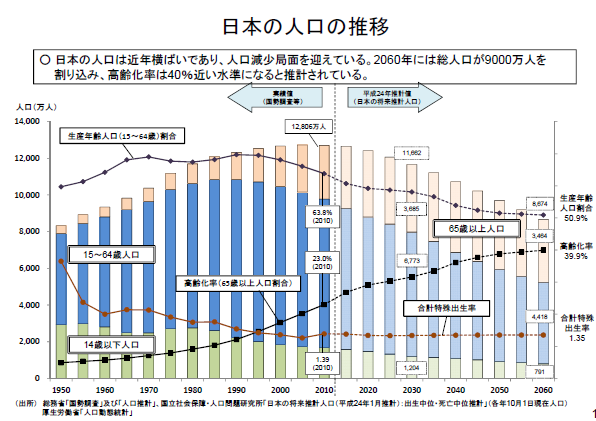 日本の人口の推移
○ 日本の人口は近年横ばいであり、人口減少局面を迎えている。2060年には総人口が9000万人を
割り込み、高齢化率は40%近い水準になると推計されている。
人口(万人)
実績値
(国勢調査等)
平成24年推計値
(日本の将来推計人口)
14,000
12,000
10,000
8,000
6,000
4,000
2,000
0
生産年齢人口(15~64歳)割合
12,806万人
11,662
8,674
生産年齢
人口割合
50.9%
63.8%
(2010)
3,685
65歳以上人口
3,464
高齢化率
39.9%
15~64歳人口
23.0%
(2010)
6,773
高齢化率(65歳以上人口割合)
合計特殊出生率
4,418
合計特殊
出生率
1.35
14歳以下人口
1.39
(2010)
1,204
791
1950
1960
1970
1980
1990
2000
2010
2020
2030
2040
2050
2060
(出所) 総務省「国勢調査」及び「人口推計」、国立社会保障・人口問題研究所「日本の将来推計人口(平成24年1月推計):出生中位・死亡中位推計」(各年10月1日現在人口)
厚生労働省「人口動態統計」
1